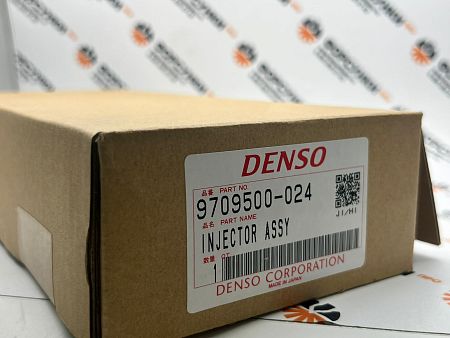 DENSO
品番 PART NO.
9709500-024
品名 PART NAME
INJECTOR ASSY
J1/H1
数量 Q'T
1
DENSO CORPORATION
MADE IN JAPAN